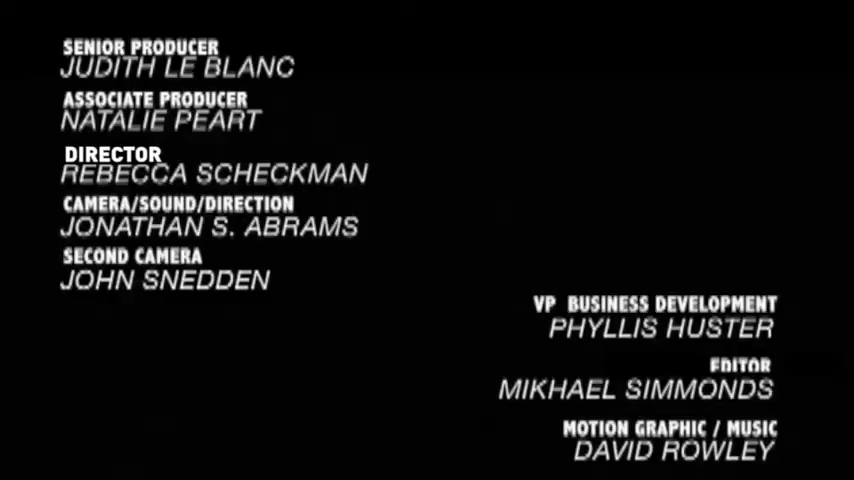 SENIOR PRODUCER
JUDITH LE BLANC
ASSOCIATE PRODUCER
NATALIE PEART
DIRECTOR
REBECCA SCHECKMAN
CAMERA/SOUND/DIRECTION
JONATHAN S. ABRAMS
SECOND CAMERA
JOHN SNEDDEN
VP BUSINESS DEVELOPMENT
PHYLLIS HUSTER
EDITOR
MIKHAEL SIMMONDS
MOTION GRAPHIC / MUSIC
DAVID ROWLEY